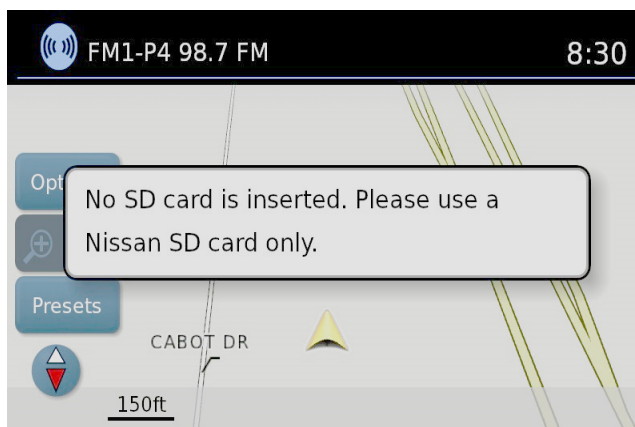 FM1-P4 98.7 FM
8:30
Opt
No SD card is inserted. Please use a
Nissan SD card only.
Presets
CABOT DR
150ft